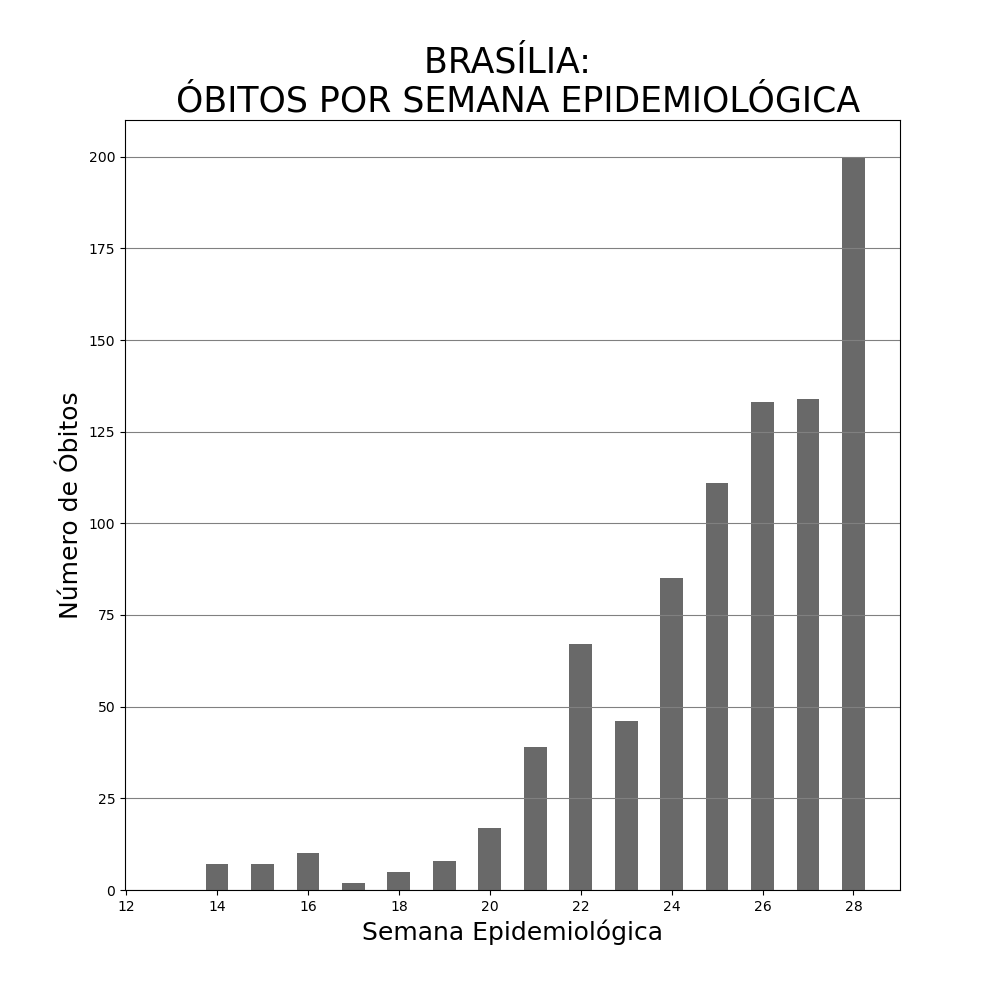 BRASÍLIA:
ÓBITOS POR SEMANA EPIDEMIOLÓGICA
200
175
150
125
100
75
50
25
0
Número de Óbitos
12 14 16 18 20 22 24 26 28
Semana Epidemiológica